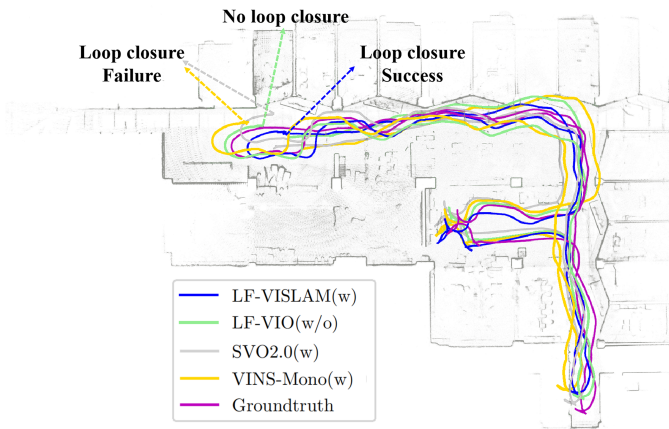 No loop closure
Loop closure
Failure
Loop closure
Success
LF-VISLAM(w)
LF-VIO(w/o)
SVO2.0(w)
VINS-Mono(w)
Groundtruth